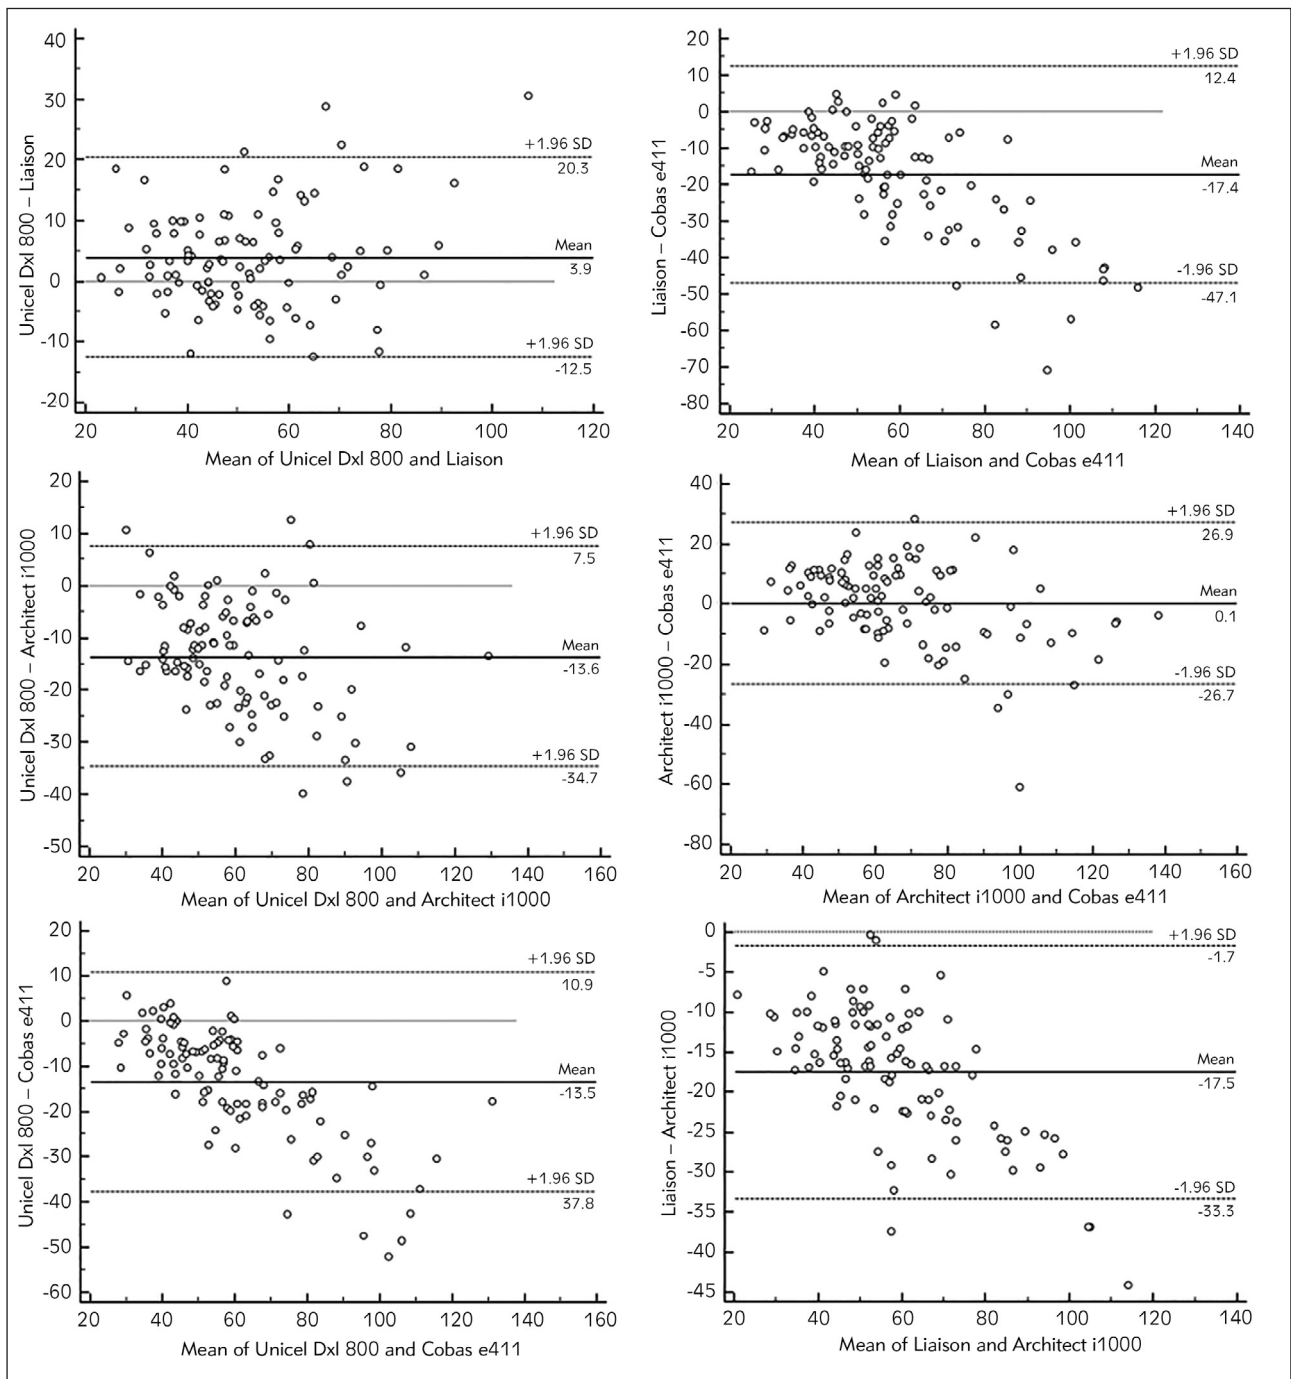 40
30
20
10
0
-10
-20
Unicel DxI 800 – Liaison
+1.96 SD
20.3
Mean
3.9
+1.96 SD
-12.5
20 40 60 80 100 120
Mean of Unicel DxI 800 and Liaison
20
10
0
-10
-20
-30
-40
-50
-60
-70
-80
Liaison – Cobas e411
+1.96 SD
12.4
Mean
-17.4
-1.96 SD
-47.1
20 40 60 80 100 120 140
Mean of Liaison and Cobas e411
20
10
0
-10
-20
-30
-40
-50
Unicel DxI 800 – Architect i1000
+1.96 SD
7.5
Mean
-13.6
+1.96 SD
-34.7
20 40 60 80 100 120 140 160
Mean of Unicel DxI 800 and Architect i1000
40
20
0
-20
-40
-60
-80
Architect i1000 – Cobas e411
+1.96 SD
26.9
Mean
0.1
-1.96 SD
-26.7
20 40 60 80 100 120 140 160
Mean of Architect i1000 and Cobas e411
20
10
0
-10
-20
-30
-40
-50
-60
Unicel DxI 800 – Cobas e411
+1.96 SD
10.9
Mean
-13.5
+1.96 SD
37.8
20 40 60 80 100 120 140 160
Mean of Unicel DxI 800 and Cobas e411
0
-5
-10
-15
-20
-25
-30
-35
-40
-45
Liaison – Architect i1000
+1.96 SD
-1.7
Mean
-17.5
-1.96 SD
-33.3
20 40 60 80 100 120 140
Mean of Liaison and Architect i1000